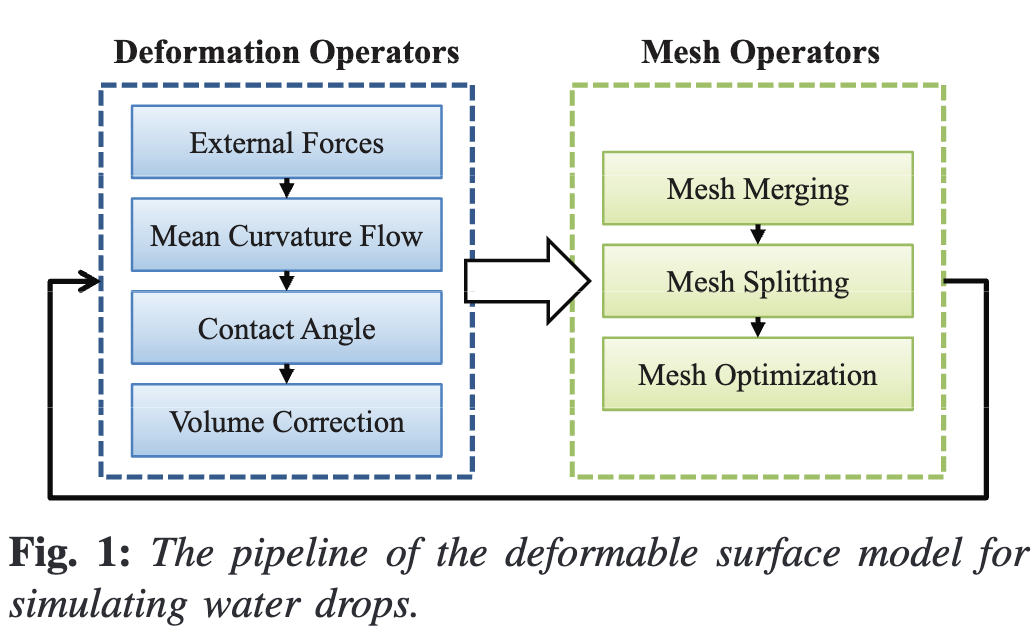 Deformation Operators
External Forces
Mean Curvature Flow
Contact Angle
Volume Correction
Mesh Operators
Mesh Merging
Mesh Splitting
Mesh Optimization
Fig. 1: The pipeline of the deformable surface model for
simulating water drops.